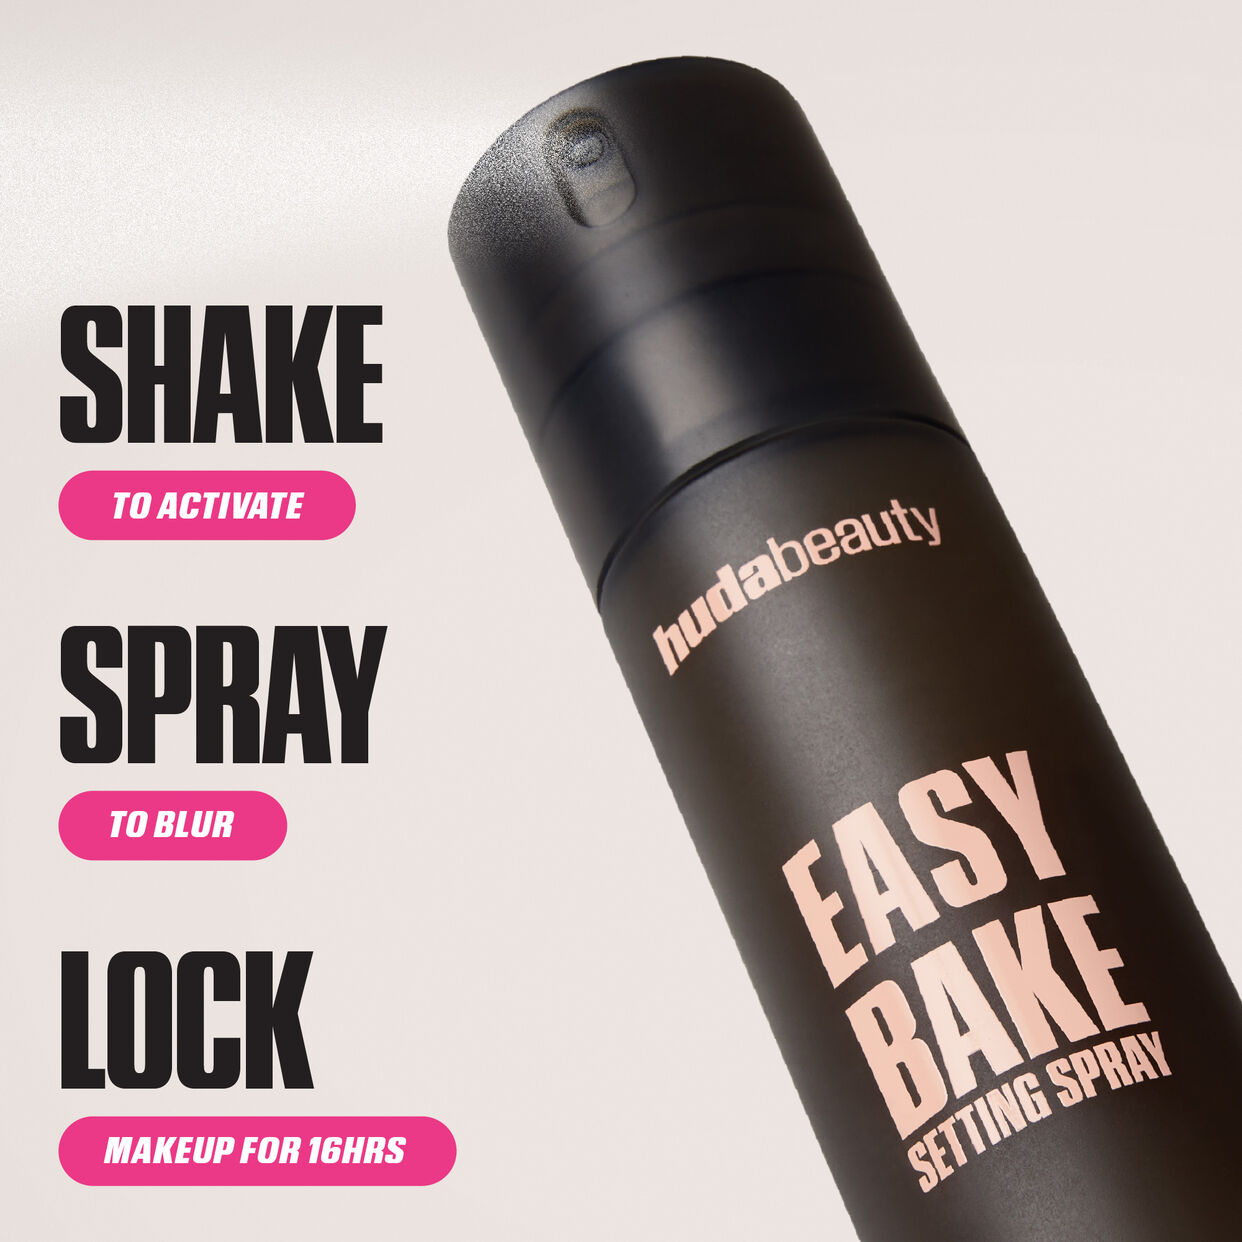 SHAKE
TO ACTIVATE
SPRAY
TO BLUR
LOCK
MAKEUP FOR 16HRS
hudabeauty
EASY
BAKE
SETTING SPRAY